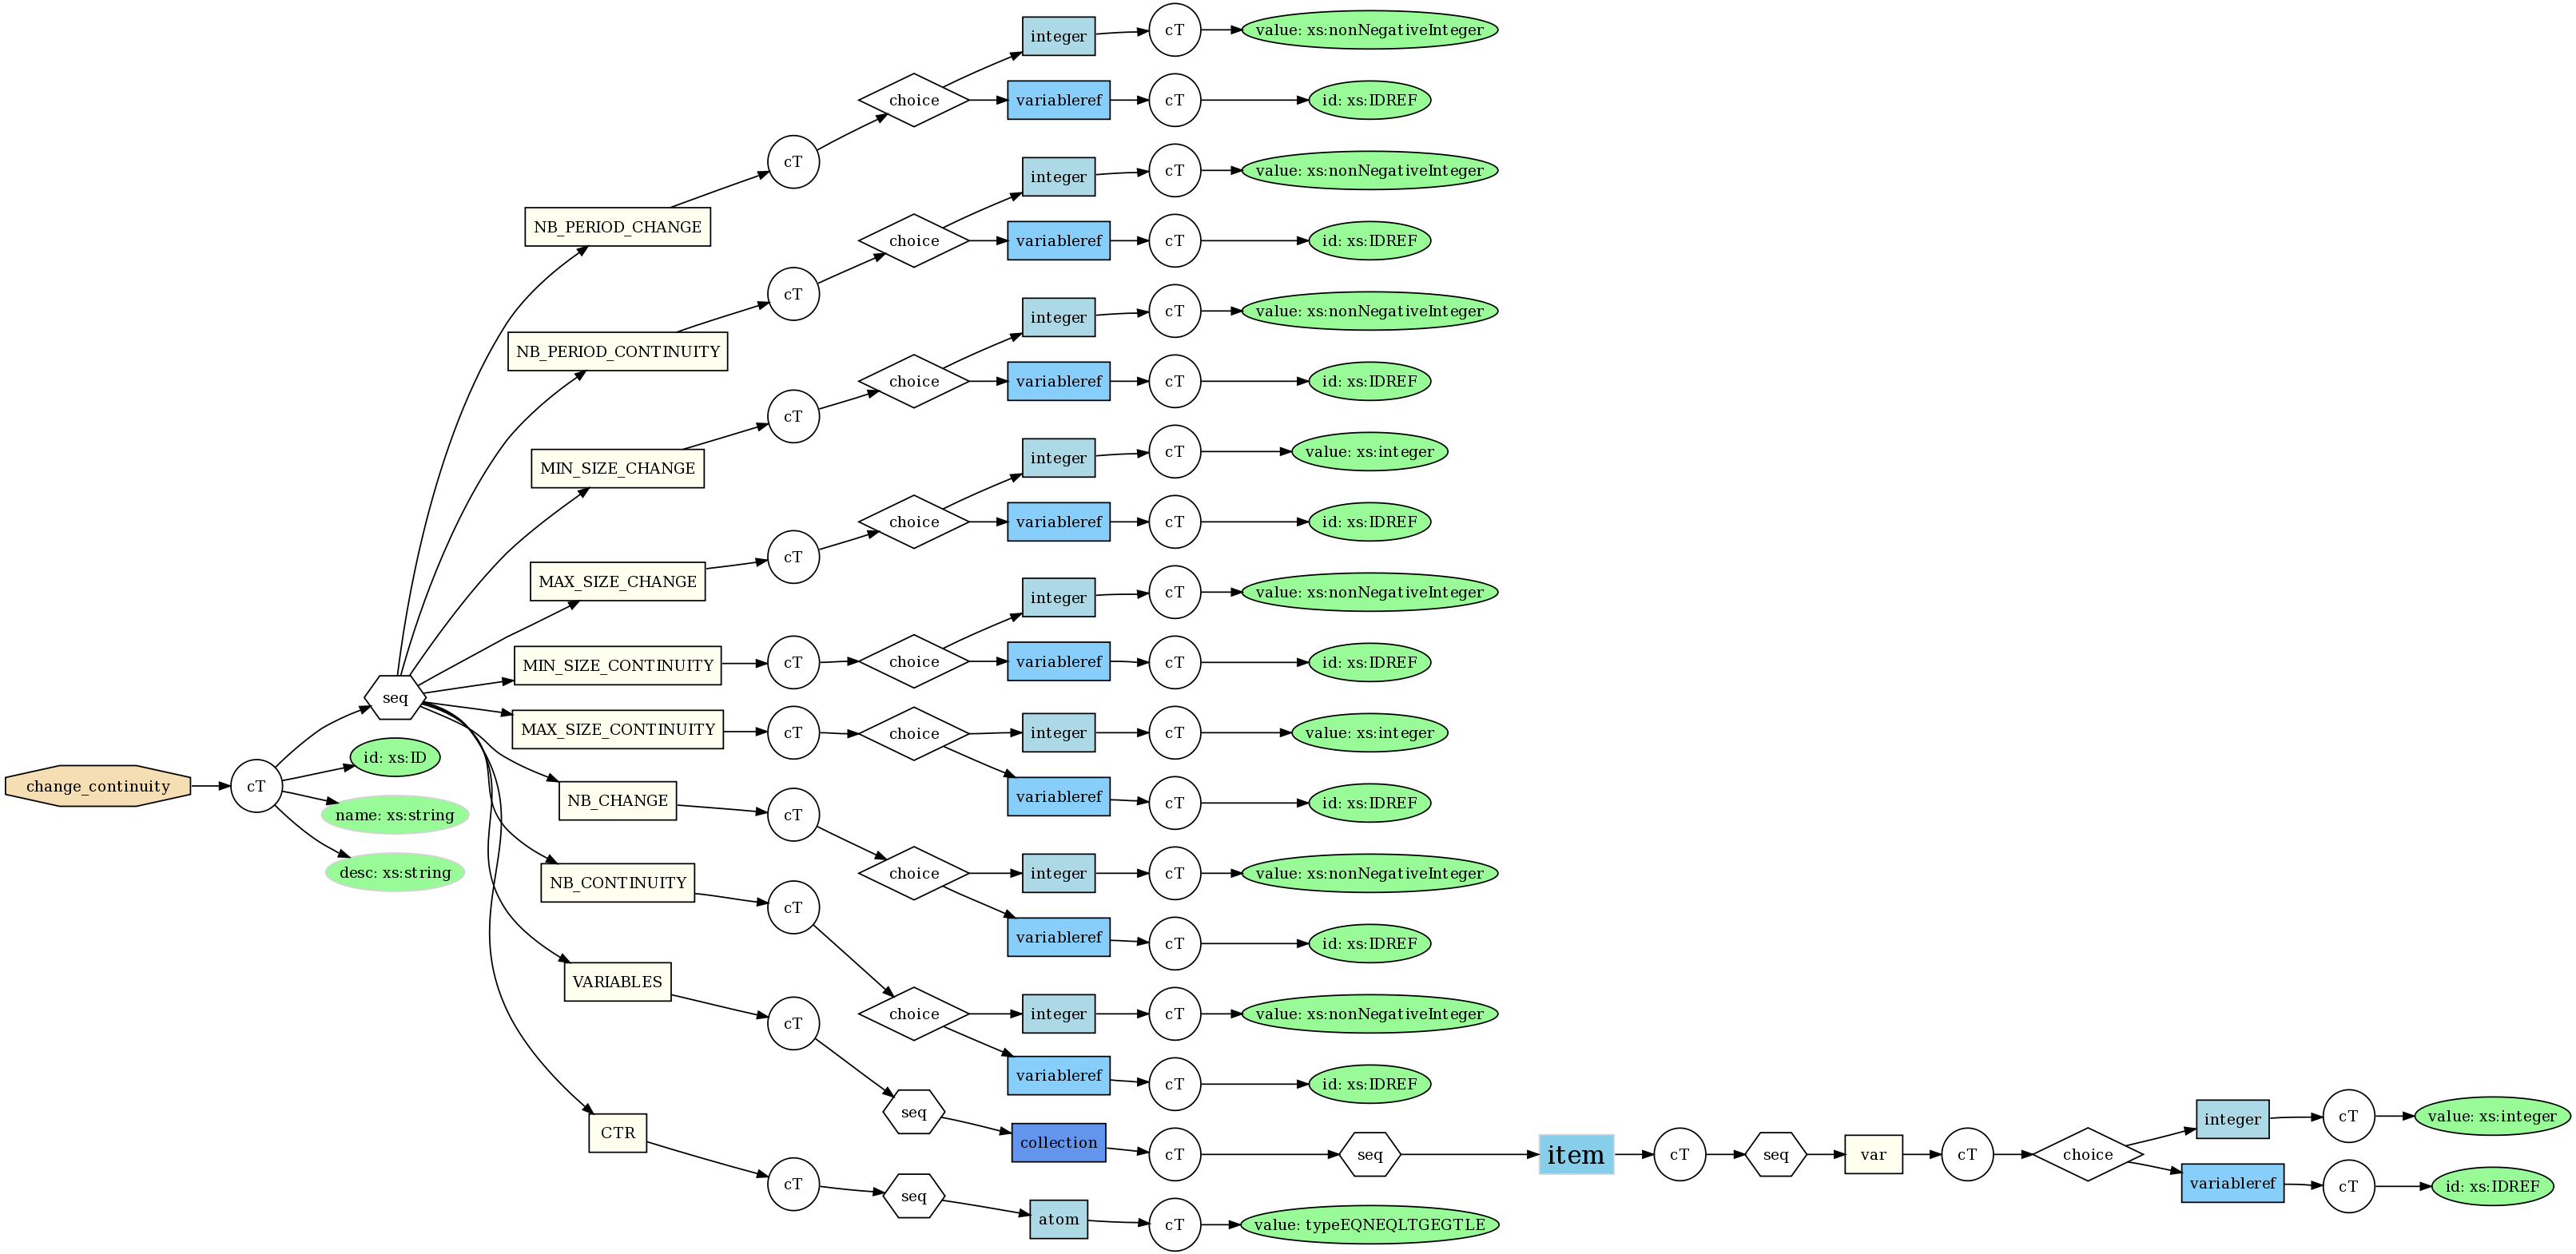 change_continuity
cT
seq
id: xs:ID
name: xs:string
desc: xs:string
NB_PERIOD_CHANGE
cT
choice
integer
cT
value: xs:nonNegativeInteger
variableref
cT
id: xs:IDREF
NB_PERIOD_CONTINUITY
cT
choice
integer
cT
value: xs:nonNegativeInteger
variableref
cT
id: xs:IDREF
MIN_SIZE_CHANGE
cT
choice
integer
cT
value: xs:nonNegativeInteger
variableref
cT
id: xs:IDREF
MAX_SIZE_CHANGE
cT
choice
integer
cT
value: xs:integer
variableref
cT
id: xs:IDREF
MIN_SIZE_CONTINUITY
cT
choice
integer
cT
value: xs:nonNegativeInteger
variableref
cT
id: xs:IDREF
MAX_SIZE_CONTINUITY
cT
choice
integer
cT
value: xs:integer
variableref
cT
id: xs:IDREF
NB_CHANGE
cT
choice
integer
cT
value: xs:nonNegativeInteger
variableref
cT
id: xs:IDREF
NB_CONTINUITY
cT
choice
integer
cT
value: xs:nonNegativeInteger
variableref
cT
id: xs:IDREF
VARIABLES
cT
seq
collection
cT
seq
item
cT
seq
var
cT
choice
integer
cT
value: xs:integer
variableref
cT
id: xs:IDREF
CTR
cT
seq
atom
cT
value: typeEQNEQLTGEGTLE